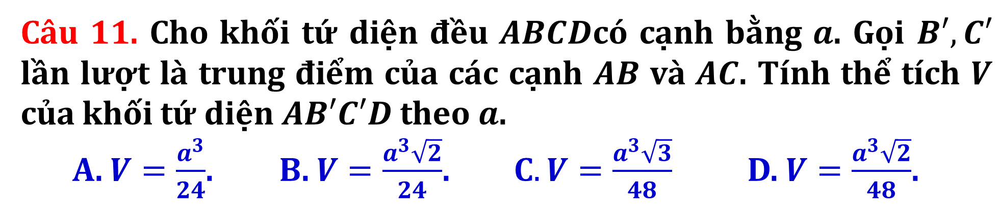 Câu 11. Cho khối tứ diện đều ABCDcó cạnh bằng a. Gọi B', C'
lần lượt là trung điểm của các cạnh AB và AC. Tính thể tích V
của khối tứ diện AB'C'D theo a.
A. V = \frac{a^3}{24}. B. V = \frac{a^3\sqrt{2}}{24}. C. V = \frac{a^3\sqrt{3}}{48} D. V = \frac{a^3\sqrt{2}}{48}.